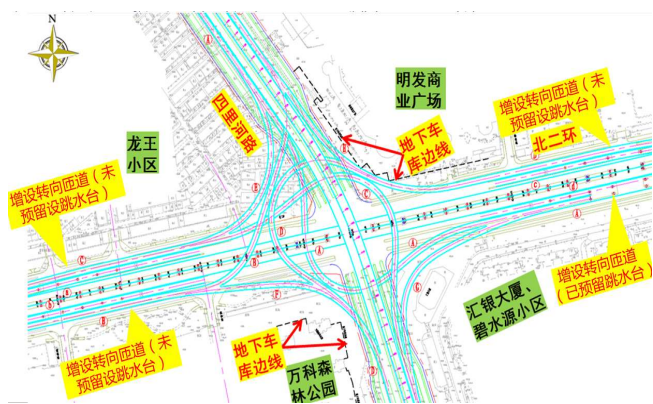 N
明发商
业广场
增设转向匝道（未
预留设跳水台）
四里河路
北二环
龙王
小区
地下车
库边线
增设转向匝道（未
预留设跳水台）
增设转向匝道
（已预留跳水台）
汇银大厦、
碧水源小区
地下车
库边线
增设转向匝道（未
预留设跳水台）
万科森
林公园